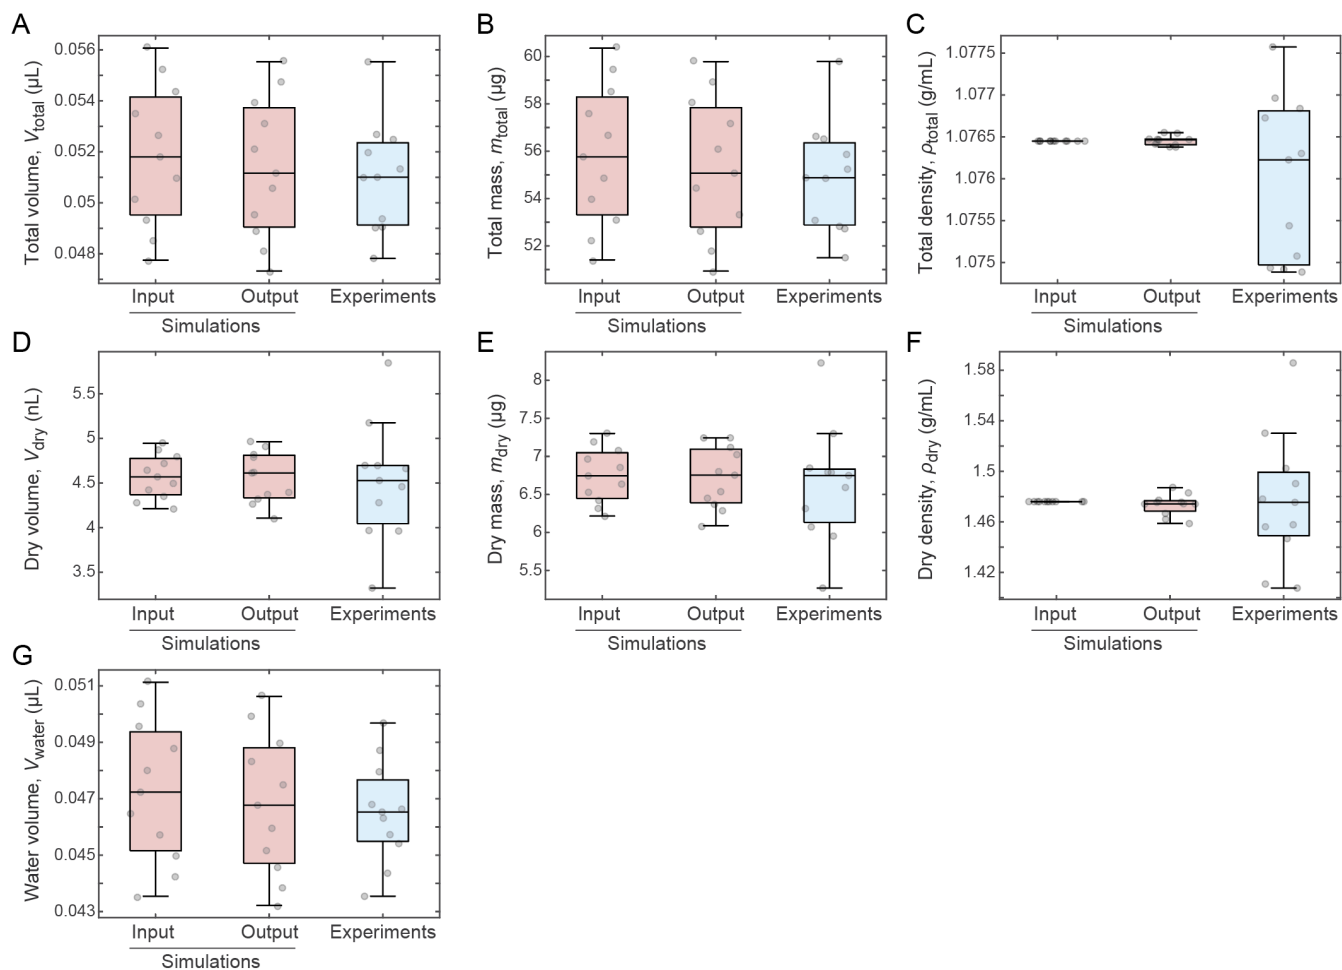 A
Total volume, Vtotal (µL)
0.056
0.054
0.052
0.05
0.048
Input Output Experiments
Simulations
B
Total mass, mtotal (µg)
60
58
56
54
52
Input Output Experiments
Simulations
C
Total density, ρtotal (g/mL)
1.0775
1.077
1.0765
1.076
1.0755
1.075
Input Output Experiments
Simulations
D
Dry volume, Vdry (nL)
5.5
5
4.5
4
3.5
Input Output Experiments
Simulations
E
Dry mass, mdry (µg)
8
7.5
7
6.5
6
5.5
Input Output Experiments
Simulations
F
Dry density, ρdry (g/mL)
1.58
1.54
1.5
1.46
1.42
Input Output Experiments
Simulations
G
Water volume, Vwater (µL)
0.051
0.049
0.047
0.045
0.043
Input Output Experiments
Simulations